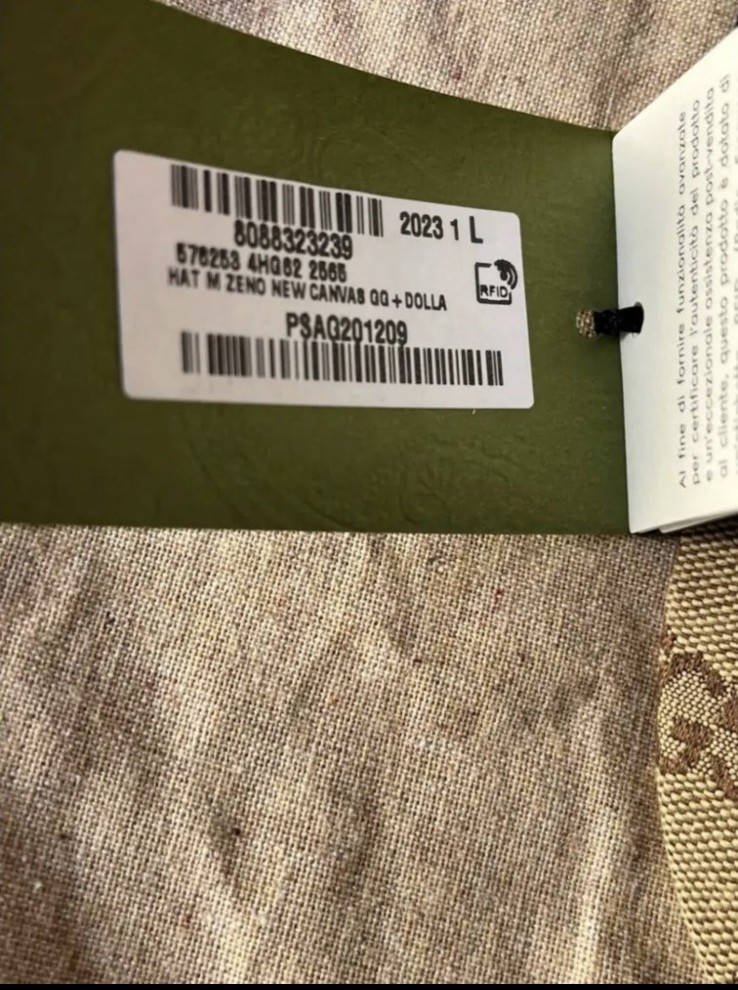 2023 1 L
8088323239
576253 4HG62 2565
HAT M ZENO NEW CANVAS GG + DOLLA
RFID
PSAG201209
Al fine di fornire funzionalità avanzate
per certificare l'autenticità del prodotto
e un'eccezionale assistenza post-vendita
al cliente, questo prodotto è dotato di